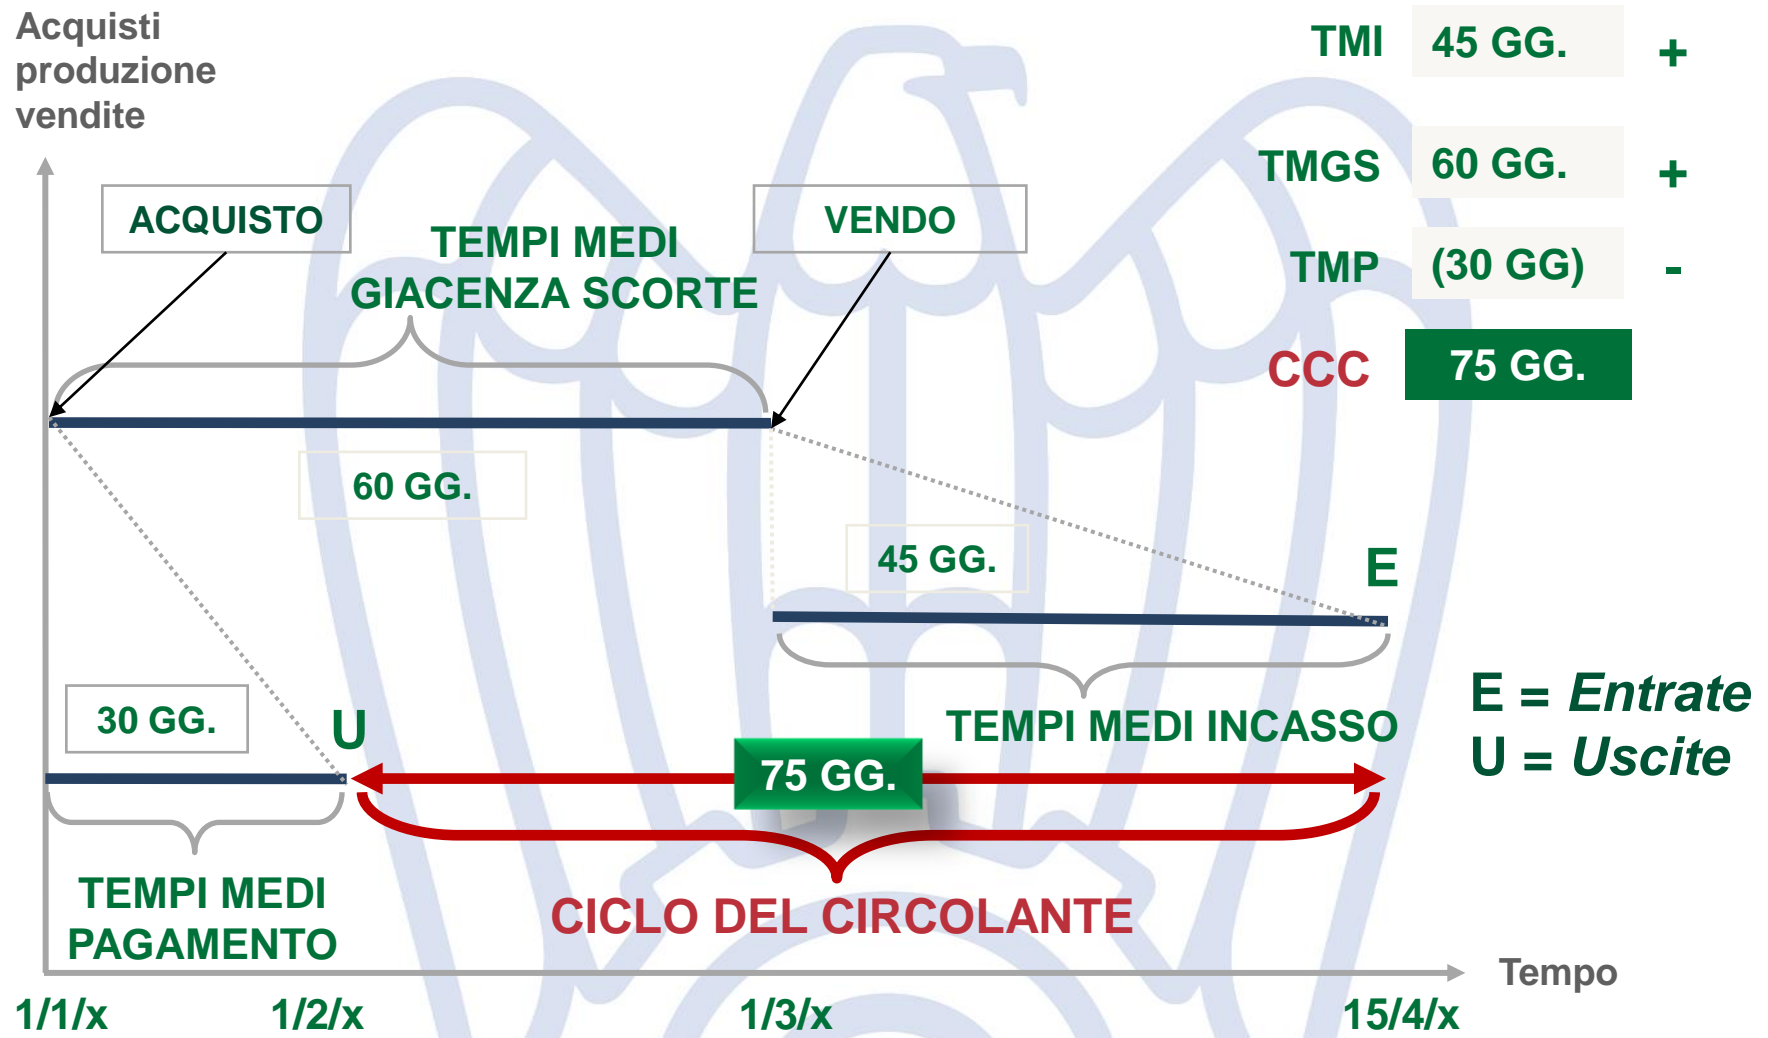 Acquisti
produzione
vendite
TMI 45 GG. +
TMGS 60 GG. +
TMP (30 GG) -
CCC 75 GG.
ACQUISTO
TEMPI MEDI
GIACENZA SCORTE
VENDO
60 GG.
45 GG.
E
30 GG.
U
TEMPI MEDI INCASSO
E = Entrate
U = Uscite
75 GG.
TEMPI MEDI
PAGAMENTO
CICLO DEL CIRCOLANTE
Tempo
1/1/x 1/2/x 1/3/x 15/4/x